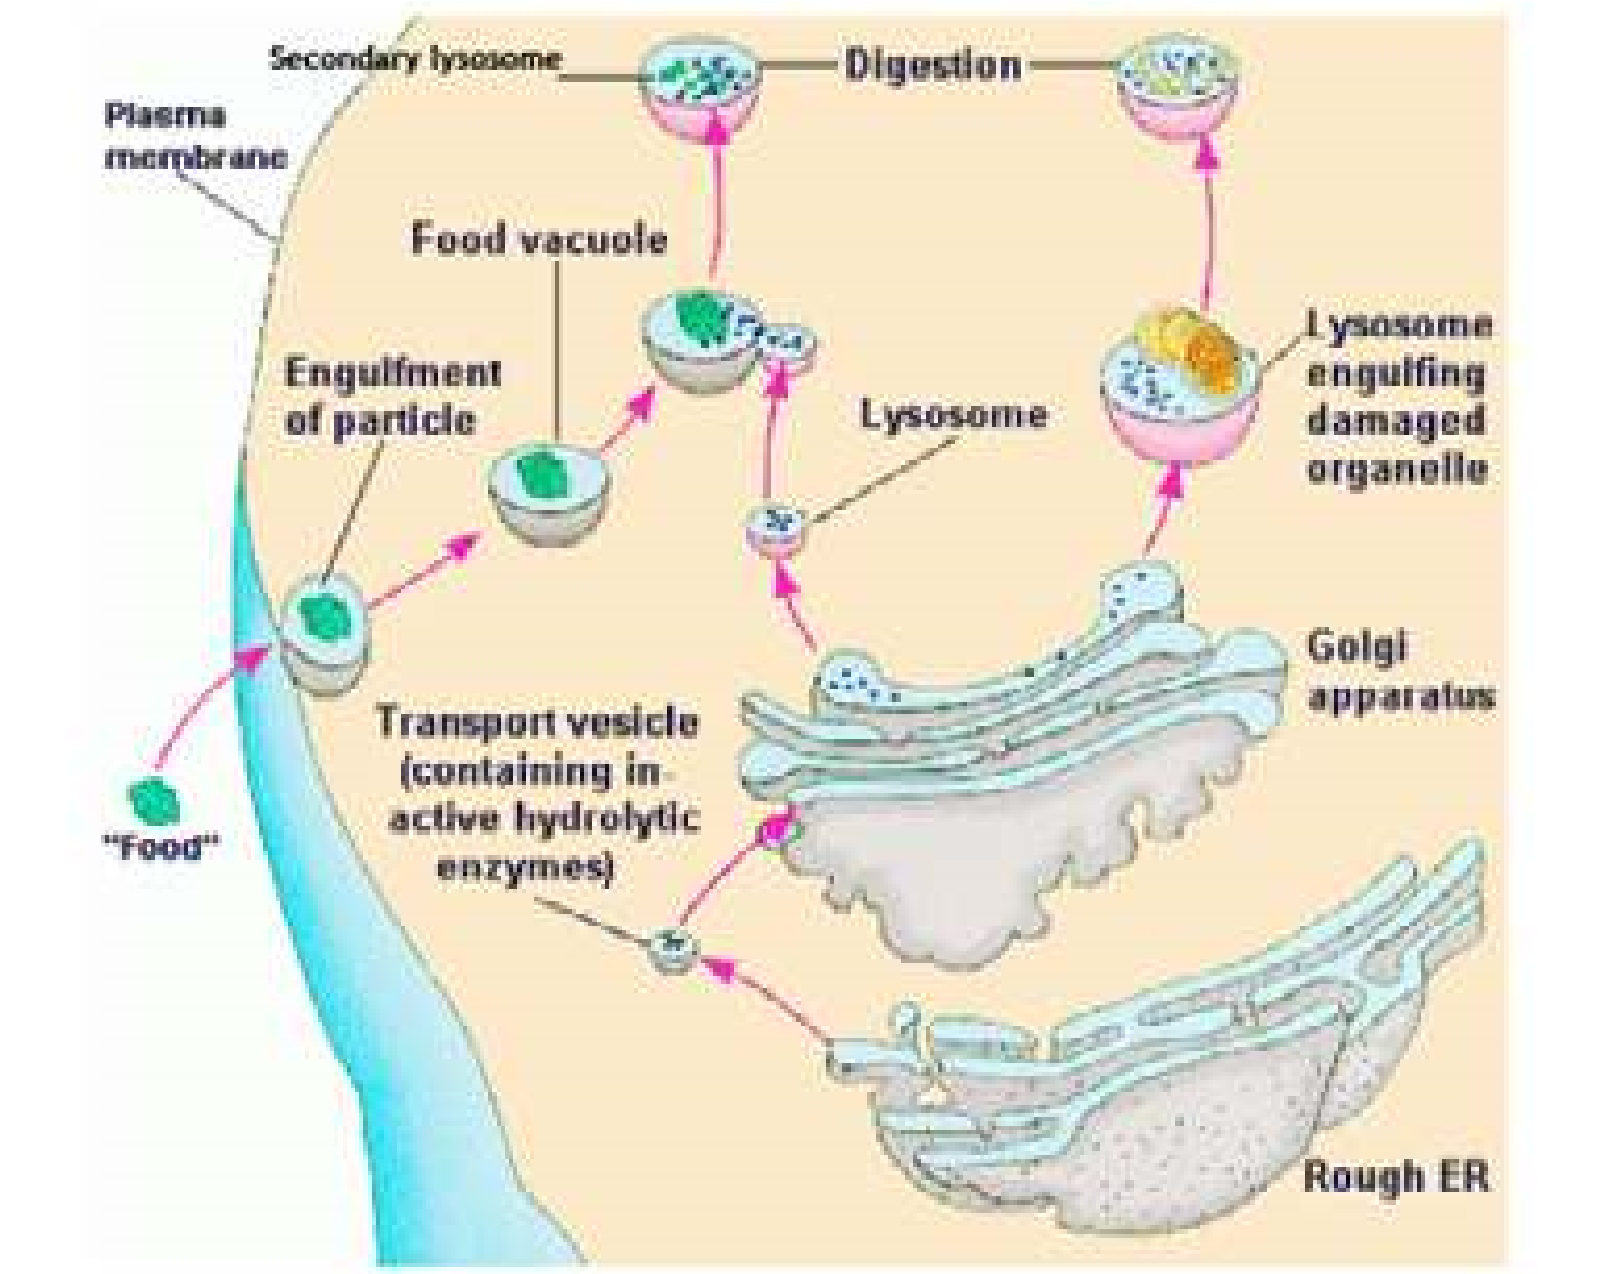 Secondary lysosome
Digestion
Plasma
membrane
Food vacuole
Engulfment
of particle
Lysosome
Lysosome
engulfing
damaged
organelle
Golgi
apparatus
Transport vesicle
(containing in-
active hydrolytic
enzymes)
"Food"
Rough ER